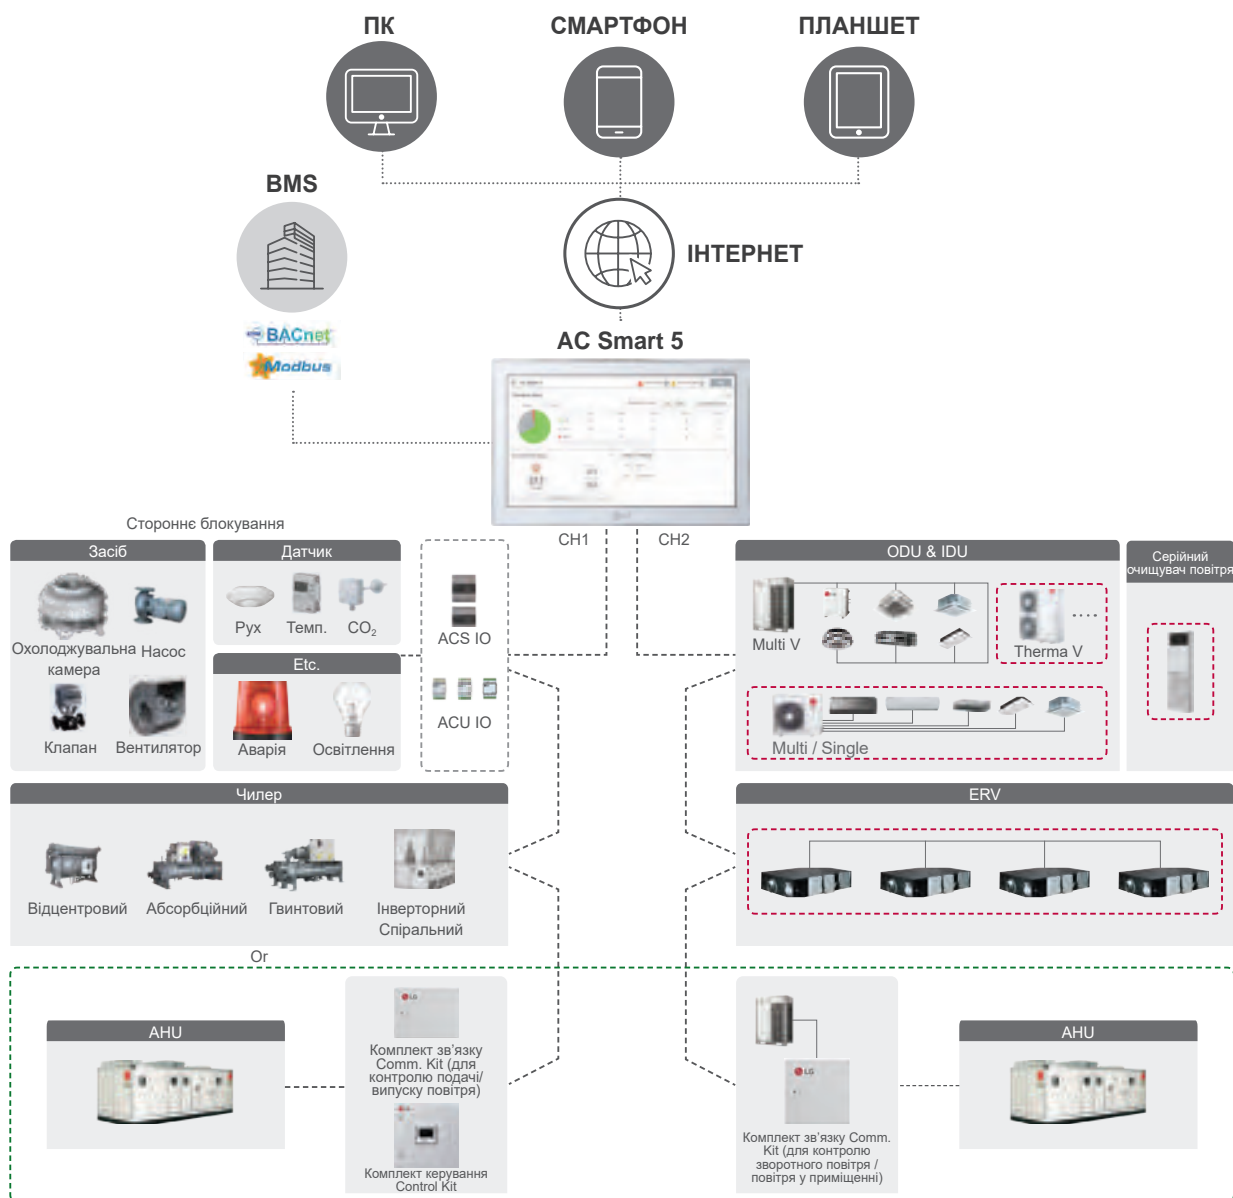 ПК
СМАРТФОН
ПЛАНШЕТ
BMS
ІНТЕРНЕТ
BACnet
Modbus
AC Smart 5
CH1
CH2
Стороннє блокування
Засіб
Охолоджувальна
камера
Насос
Клапан
Вентилятор
Датчик
Рух
Темп.
CO₂
Etc.
Аварія
Освітлення
ACS IO
ACU IO
ODU & IDU
Multi V
Therma V
Multi / Single
Серійний
очищувач повітря
Чилер
Відцентровий
Абсорбційний
Гвинтовий
Інверторний
Спіральний
ERV
Or
AHU
LG
Комплект зв'язку
Comm. Kit (для
контролю подачі/
випуску повітря)
Комплект керування
Control Kit
LG
Комплект зв'язку Comm.
Kit (для контролю
зворотного повітря /
повітря у приміщенні)
AHU